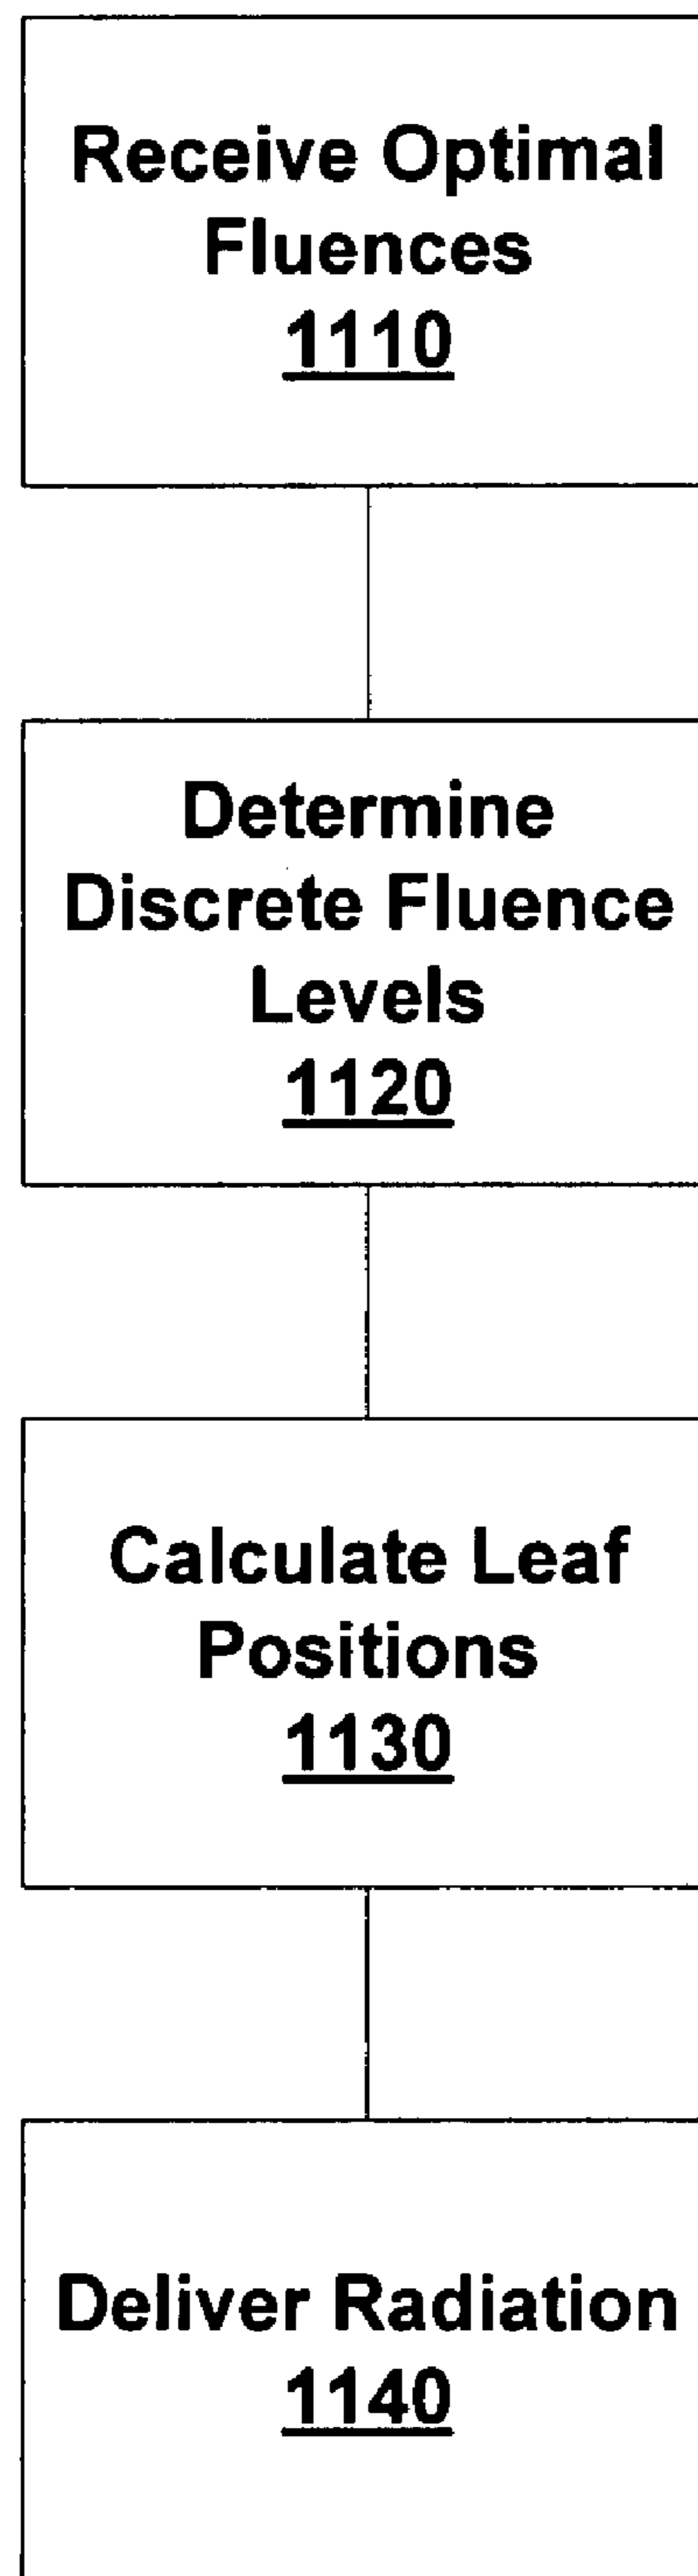 Receive Optimal
Fluences
1110
Determine
Discrete Fluence
Levels
1120
Calculate Leaf
Positions
1130
Deliver Radiation
1140